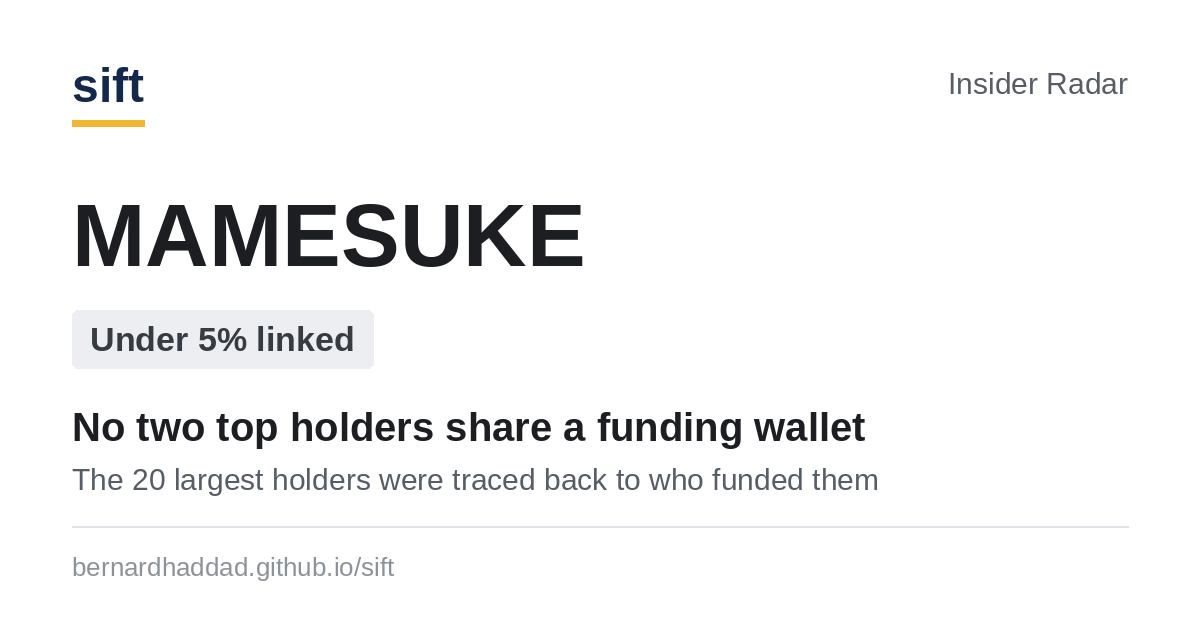 sift
Insider Radar
MAMESUKE
Under 5% linked
No two top holders share a funding wallet
The 20 largest holders were traced back to who funded them
bernardhaddad.github.io/sift